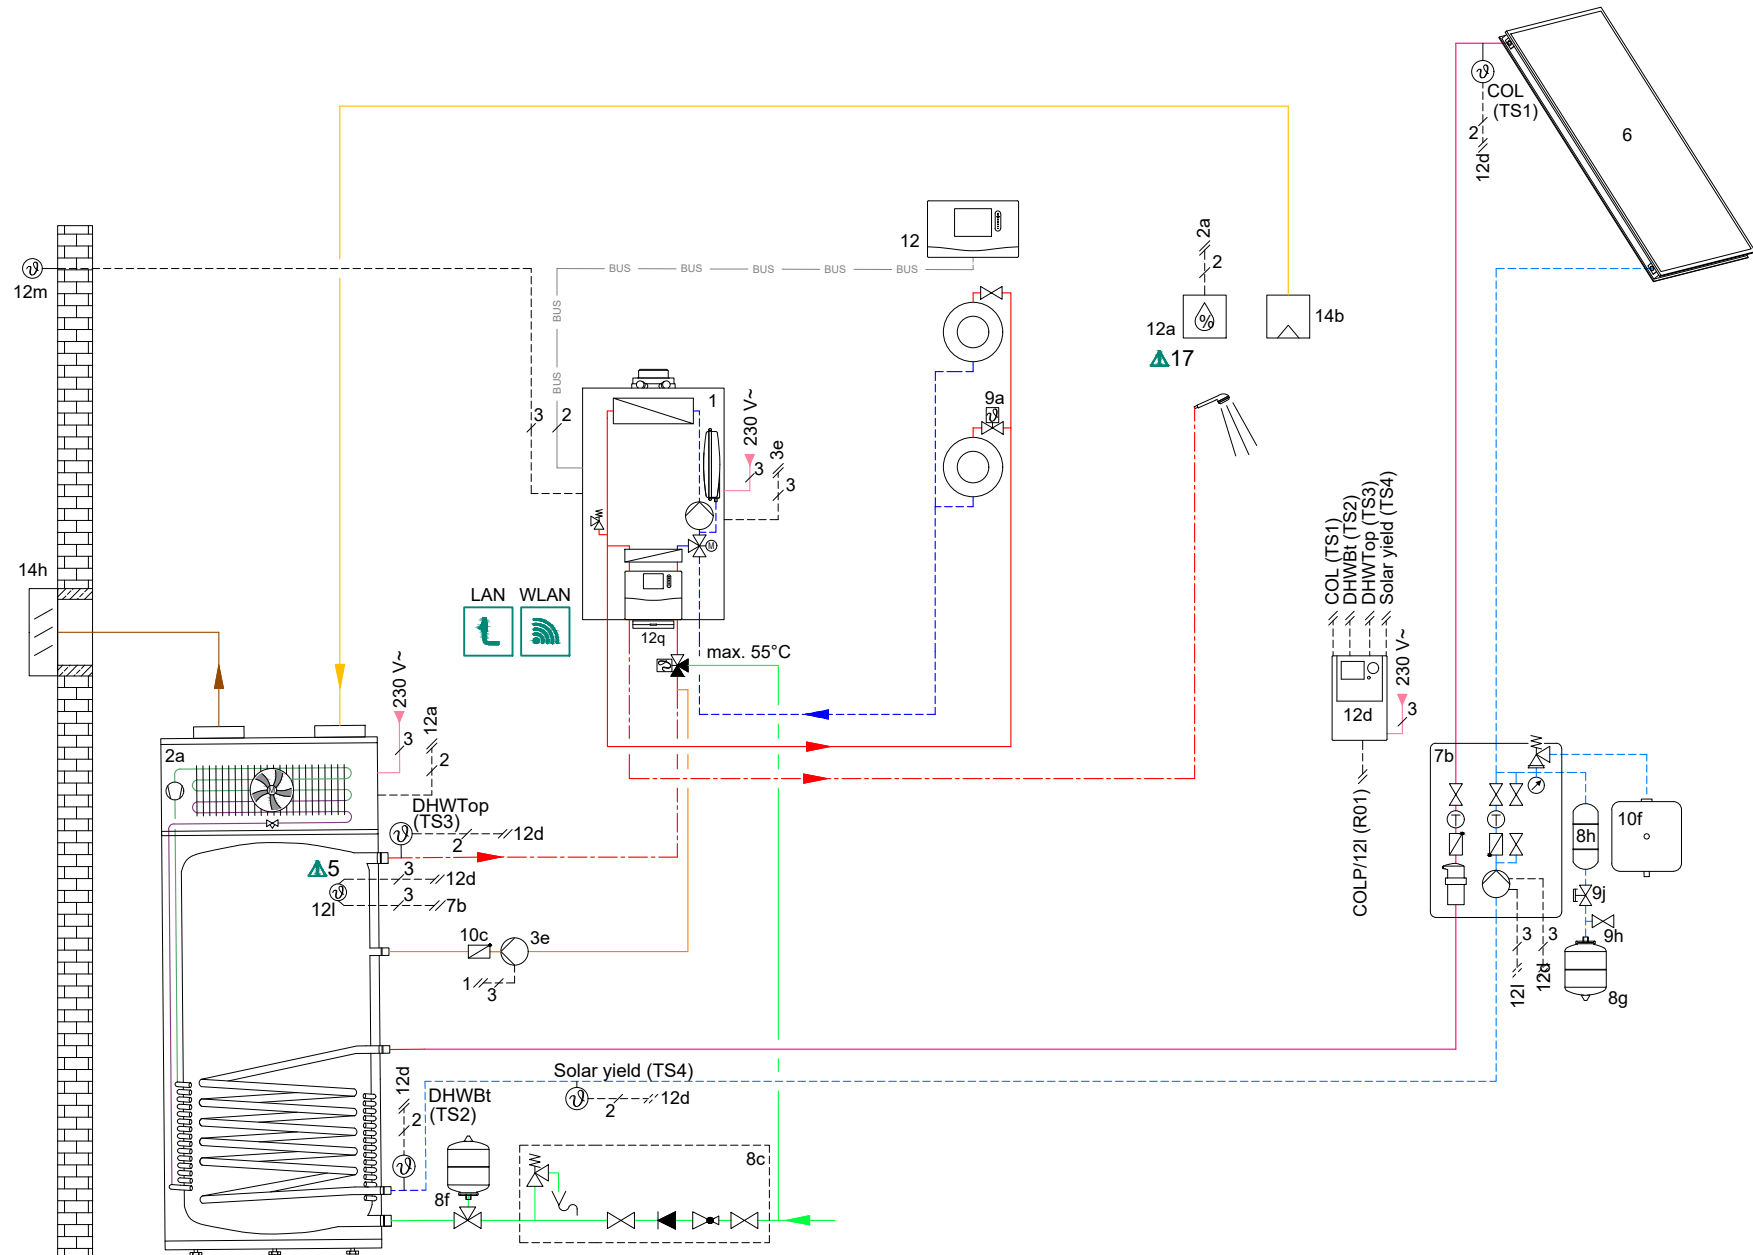 COL
(TS1)
2
12d
6
12m
12
BUS
BUS
BUS
BUS
BUS
BUS
BUS
2a
2
12a
%
17
14b
9a
3
2
1
230 V~
3
3e
3
M
14h
LAN
WLAN
12q
max. 55°C
COL (TS1)
DHWBt (TS2)
DHWTop (TS3)
Solar yield (TS4)
12d
230 V~
3
COLP/12l (R01)
2a
M
230 V~
3
12a
2
DHWTop
(TS3)
2
12d
5
12l
3
12d
3
7b
10c
3e
1
3
7b
T
T
8h
10f
9j
9h
8g
3
3
12l
12d
Solar yield (TS4)
2
12d
12d
2
DHWBt
(TS2)
8f
8c